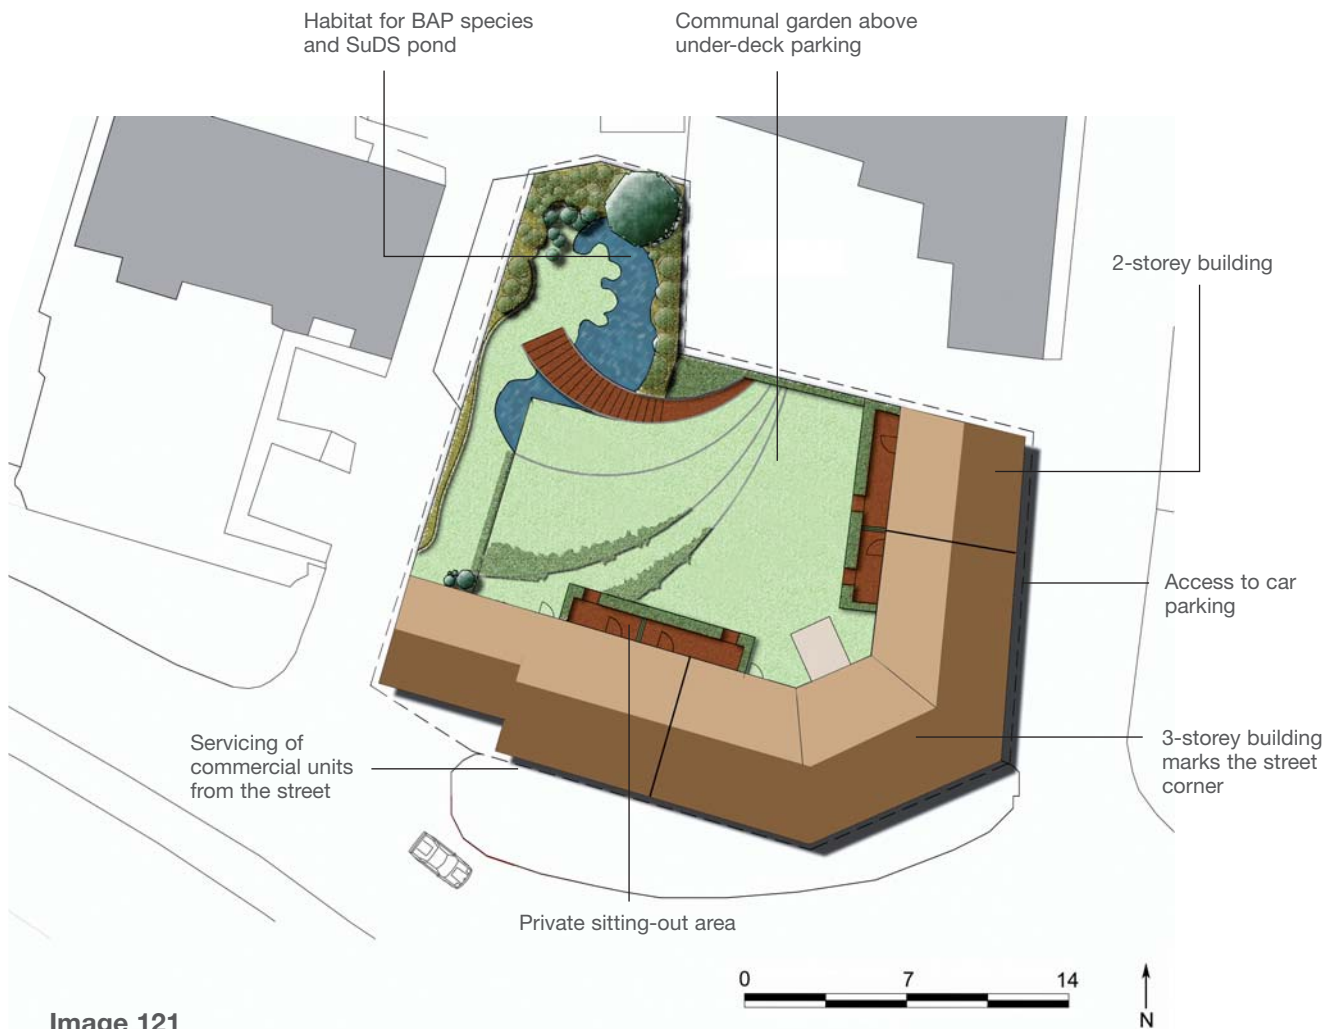 Habitat for BAP species
and SuDS pond
Communal garden above
under-deck parking
2-storey building
Access to car
parking
3-storey building
marks the street
corner
Servicing of
commercial units
from the street
Private sitting-out area
0 7 14
N
Image 121